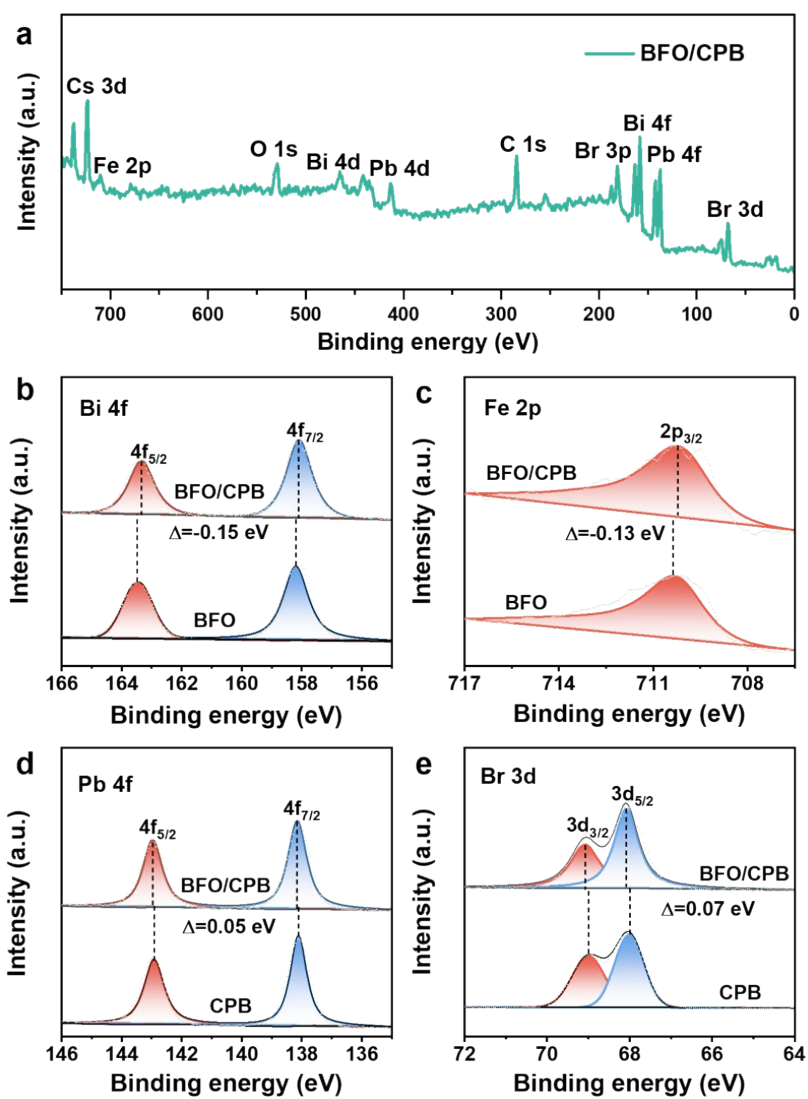 a
BFO/CPB
Cs 3d
Fe 2p
O 1s
Bi 4d
Pb 4d
C 1s
Br 3p
Bi 4f
Pb 4f
Br 3d
Intensity (a.u.)
700 600 500 400 300 200 100 0
Binding energy (eV)
b
Bi 4f
4f5/2
4f7/2
BFO/CPB
Δ=-0.15 eV
BFO
Intensity (a.u.)
166 164 162 160 158 156
Binding energy (eV)
c
Fe 2p
2p3/2
BFO/CPB
Δ=-0.13 eV
BFO
Intensity (a.u.)
717 714 711 708
Binding energy (eV)
d
Pb 4f
4f5/2
4f7/2
BFO/CPB
Δ=0.05 eV
CPB
Intensity (a.u.)
146 144 142 140 138 136
Binding energy (eV)
e
Br 3d
3d3/2
3d5/2
BFO/CPB
Δ=0.07 eV
CPB
Intensity (a.u.)
72 70 68 66 64
Binding energy (eV)